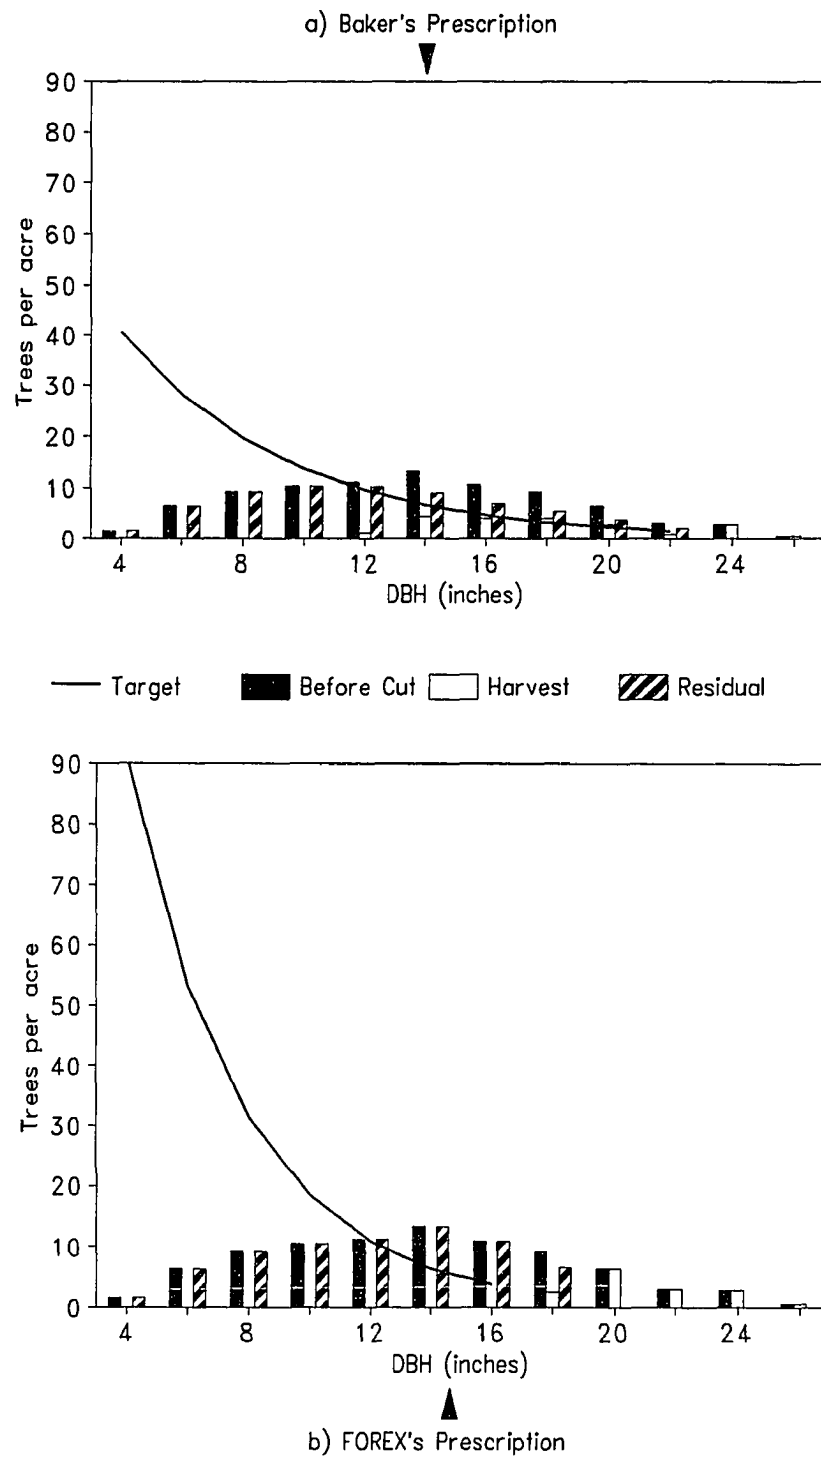 a) Baker's Prescription
90
80
70
60
50
40
30
20
10
0
Trees per acre
4 8 12 16 20 24
DBH (inches)
Target Before Cut Harvest Residual
90
80
70
60
50
40
30
20
10
0
Trees per acre
4 8 12 16 20 24
DBH (inches)
b) FOREX's Prescription